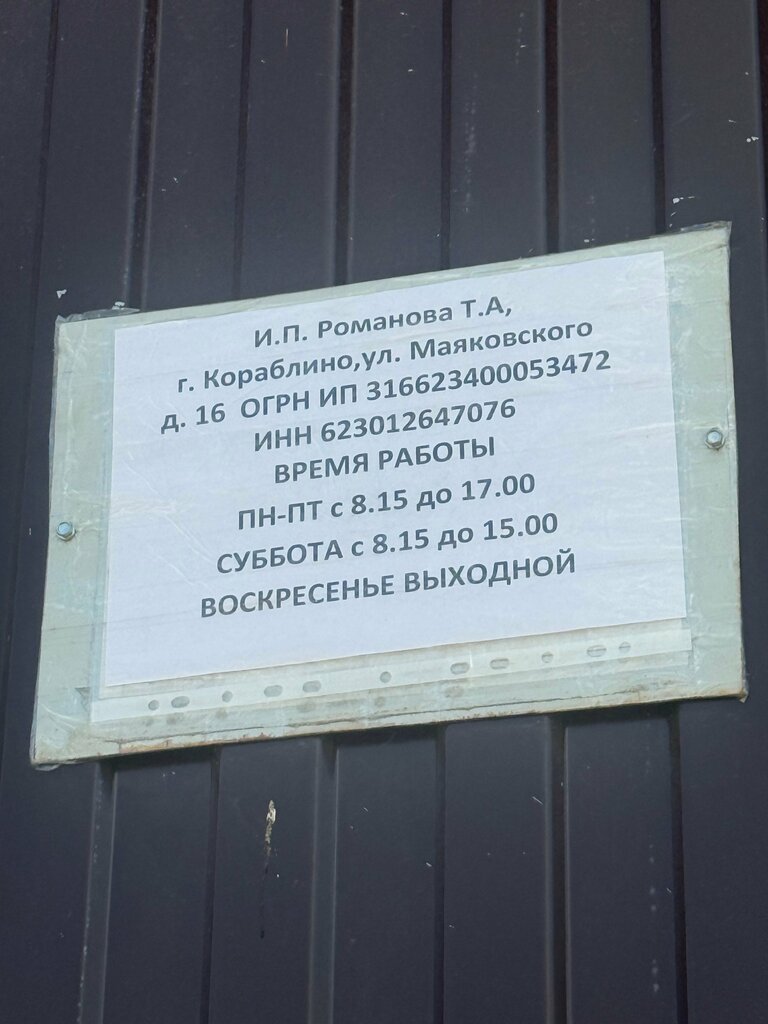 И.П. Романова Т.А,
г. Кораблино,ул. Маяковского
д. 16 ОГРН ИП 316623400053472
ИНН 623012647076
ВРЕМЯ РАБОТЫ
ПН-ПТ с 8.15 до 17.00
СУББОТА с 8.15 до 15.00
ВОСКРЕСЕНЬЕ ВЫХОДНОЙ